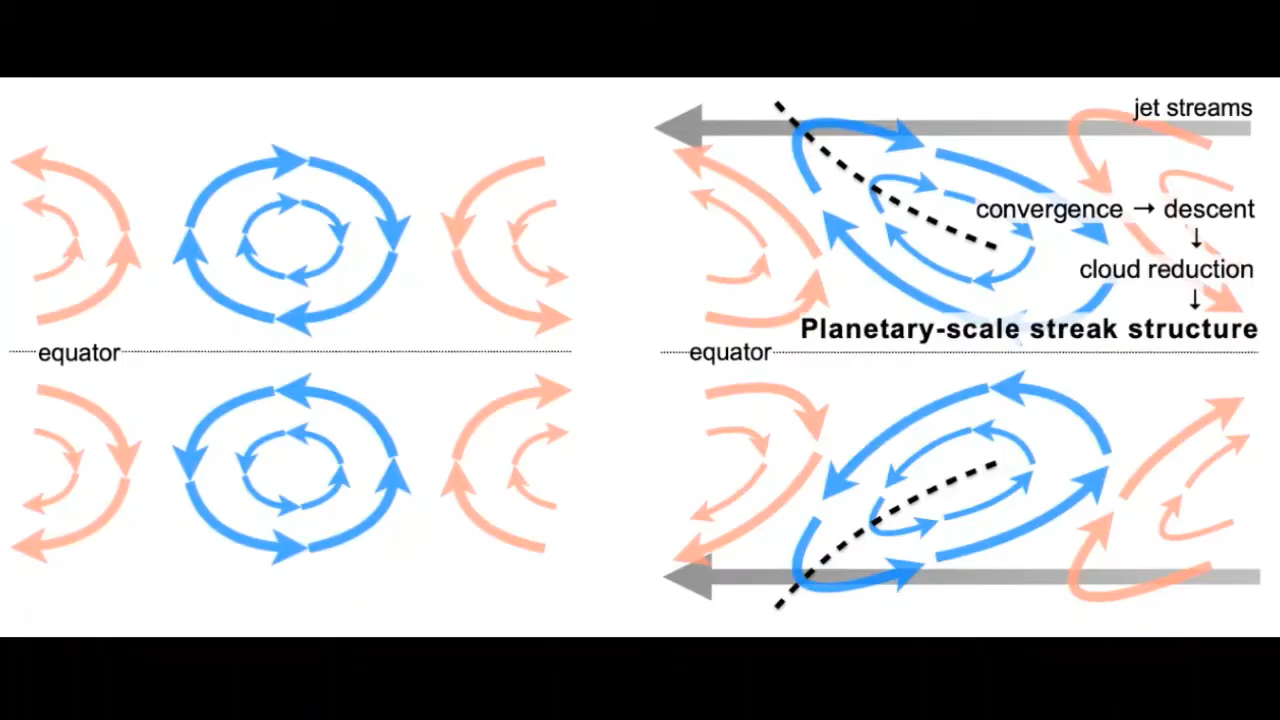 jet streams
convergence → descent
↓
cloud reduction
↓
Planetary-scale streak structure
equator
equator